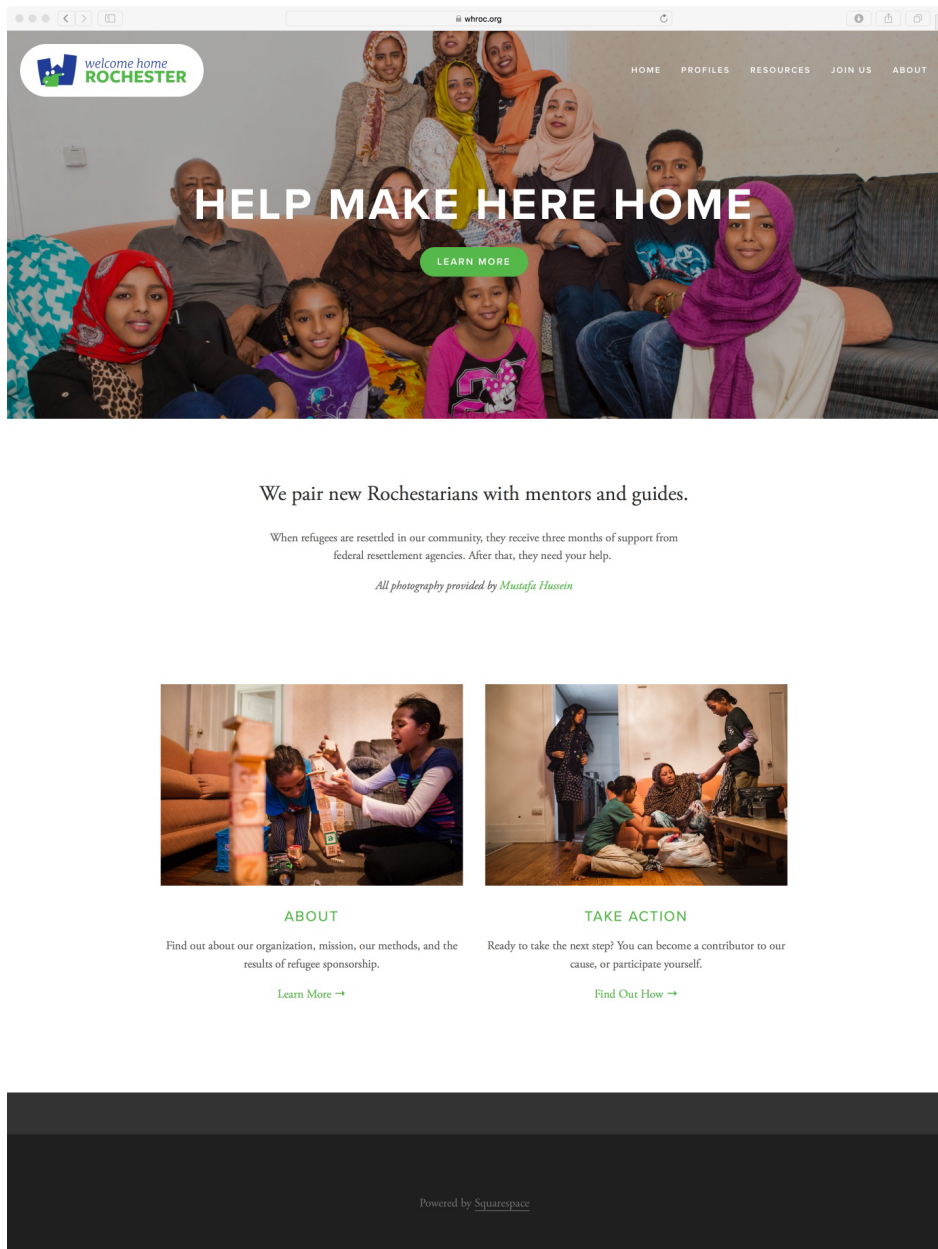 whroc.org
welcome home
ROCHESTER
HOME PROFILES RESOURCES JOIN US ABOUT
HELP MAKE HERE HOME
LEARN MORE
We pair new Rochestarians with mentors and guides.
When refugees are resettled in our community, they receive three months of support from
federal resettlement agencies. After that, they need your help.
All photography provided by Mustafa Hussein
ABOUT
Find out about our organization, mission, our methods, and the
results of refugee sponsorship.
Learn More →
TAKE ACTION
Ready to take the next step? You can become a contributor to our
cause, or participate yourself.
Find Out How →
Powered by Squarespace